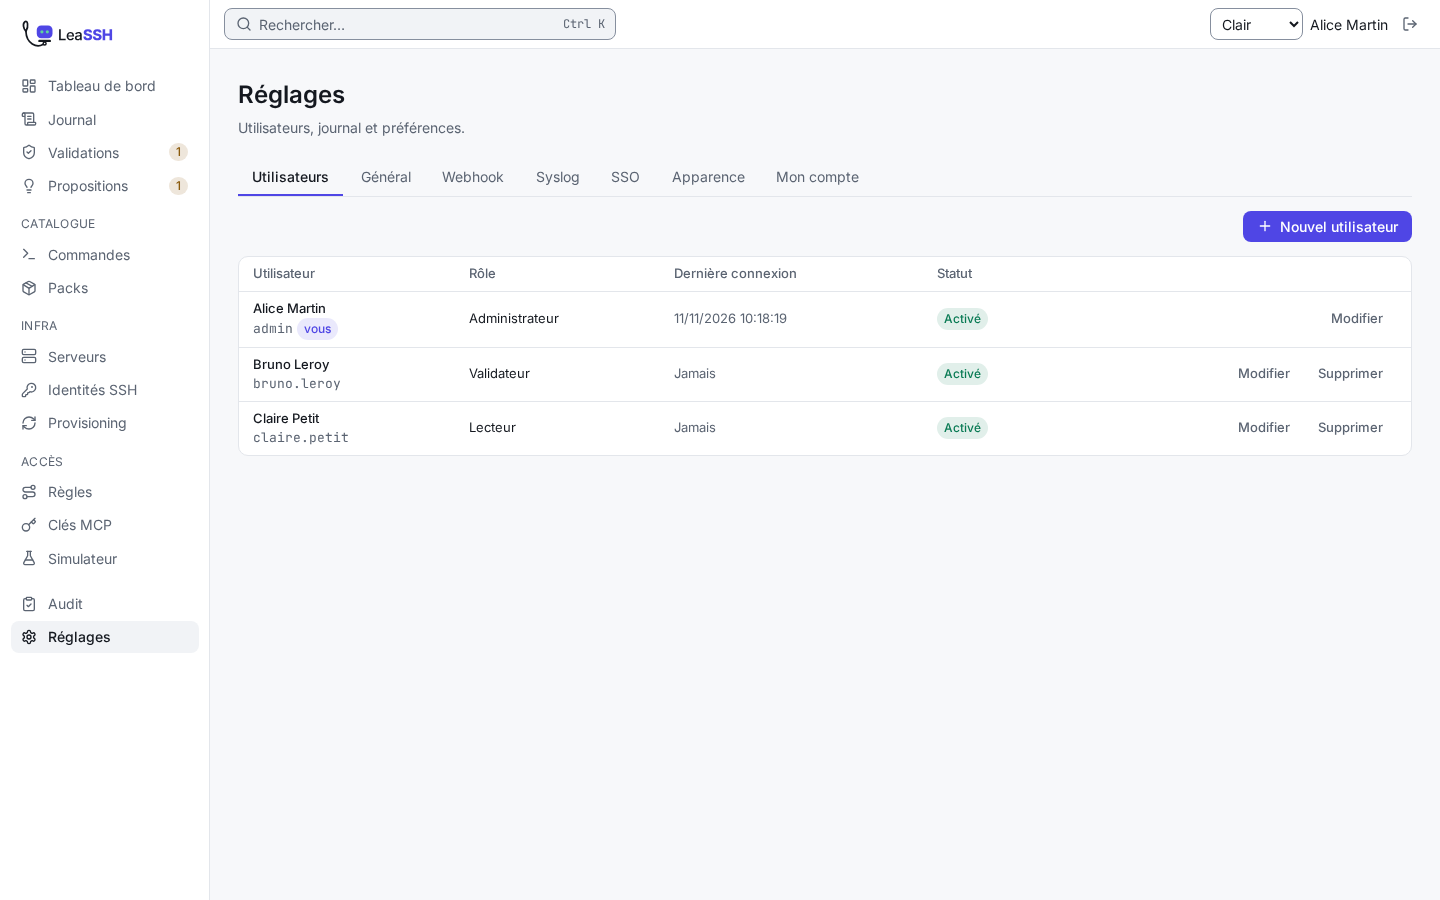 LeaSSH
Rechercher...
Ctrl K
Clair
Alice Martin
Tableau de bord
Journal
Validations 1
Propositions 1
CATALOGUE
Commandes
Packs
INFRA
Serveurs
Identités SSH
Provisioning
ACCÈS
Règles
Clés MCP
Simulateur
Audit
Réglages
Réglages
Utilisateurs, journal et préférences.
Utilisateurs Général Webhook Syslog SSO Apparence Mon compte
Nouvel utilisateur
Utilisateur Rôle Dernière connexion Statut
Alice Martin
admin vous
Administrateur 11/11/2026 10:18:19 Activé Modifier
Bruno Leroy
bruno.leroy
Validateur Jamais Activé Modifier Supprimer
Claire Petit
claire.petit
Lecteur Jamais Activé Modifier Supprimer